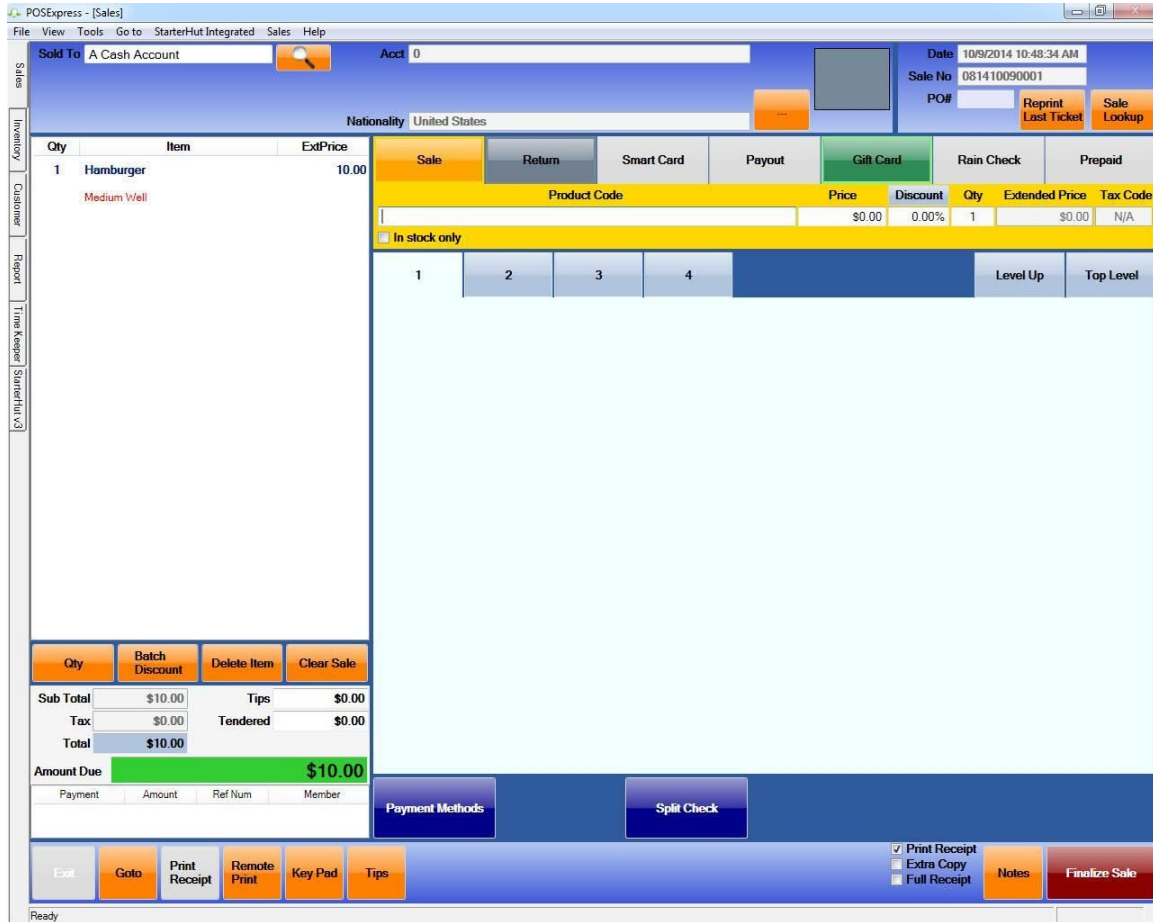 POSExpress - [Sales]
File View Tools Go to StarterHut Integrated Sales Help
Sales
Inventory
Customer
Report
Time Keeper
StarterHut v3
Sold To A Cash Account
Acct 0
Nationality United States
...
Date 10/9/2014 10:48:34 AM
Sale No 081410090001
PO#
Reprint
Last Ticket
Sale
Lookup
Qty Item ExtPrice
1 Hamburger 10.00
Medium Well
Sale Return Smart Card Payout Gift Card Rain Check Prepaid
Product Code Price Discount Qty Extended Price Tax Code
$0.00 0.00% 1 $0.00 N/A
In stock only
1 2 3 4 Level Up Top Level
Qty
Batch
Discount
Delete Item
Clear Sale
Sub Total $10.00 Tips $0.00
Tax $0.00 Tendered $0.00
Total $10.00
Amount Due $10.00
Payment Amount Ref Num Member
Payment Methods
Split Check
Exit
Goto
Print
Receipt
Remote
Print
Key Pad
Tips
Print Receipt
Extra Copy
Full Receipt
Notes
Finalize Sale
Ready